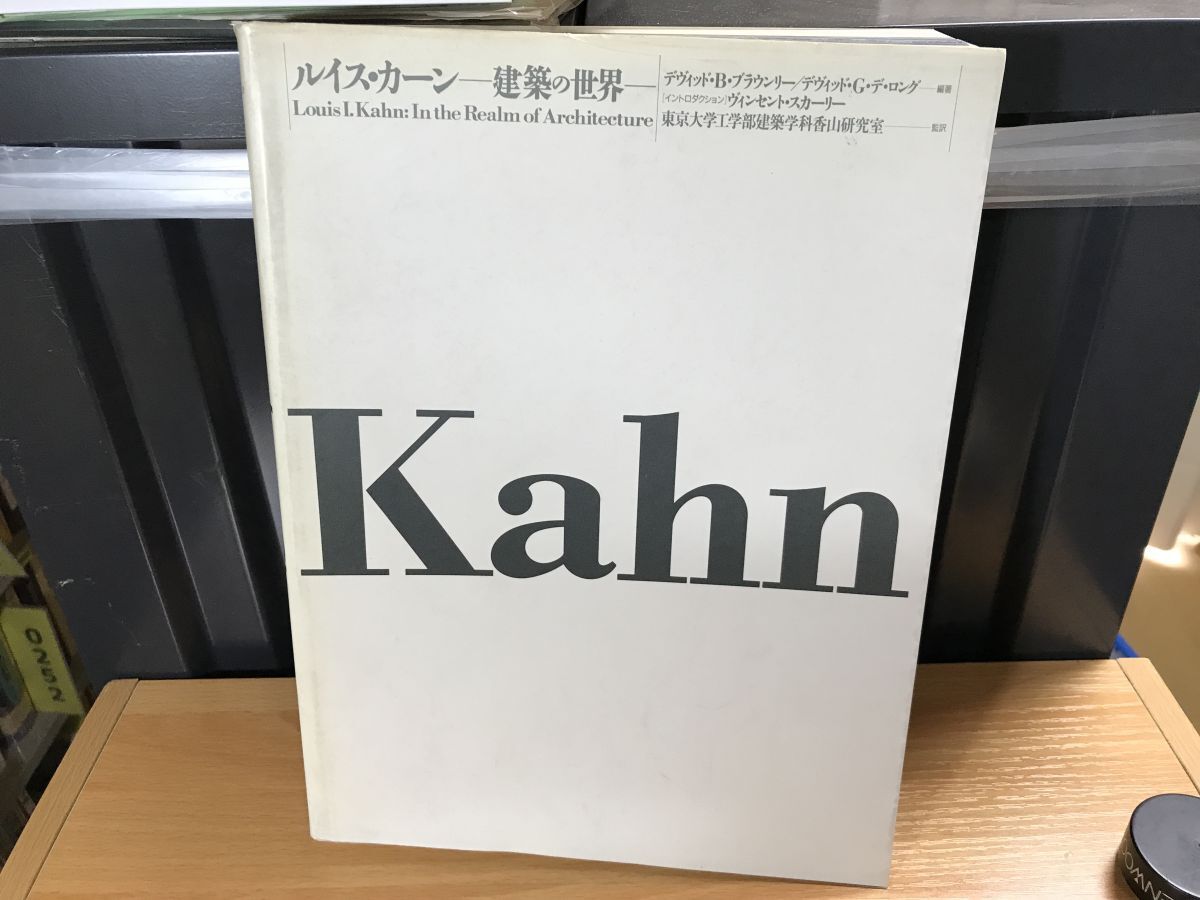 ルイス・カーン―建築の世界―
Louis I. Kahn: In the Realm of Architecture
デヴィッド・B・ブラウンリー/デヴィッド・G・デ・ロング――編著
[イントロダクション]ヴィンセント・スカーリー
東京大学工学部建築学科香山研究室――監訳
Kahn
0252